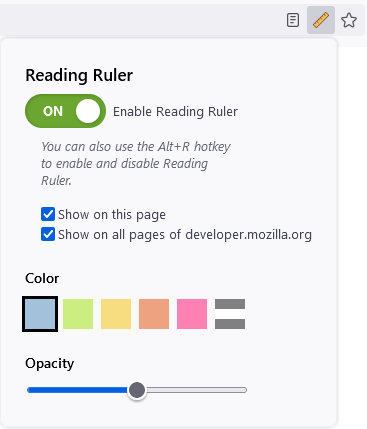 Reading Ruler
ON Enable Reading Ruler
You can also use the Alt+R hotkey
to enable and disable Reading
Ruler.
Show on this page
Show on all pages of developer.mozilla.org
Color
Opacity